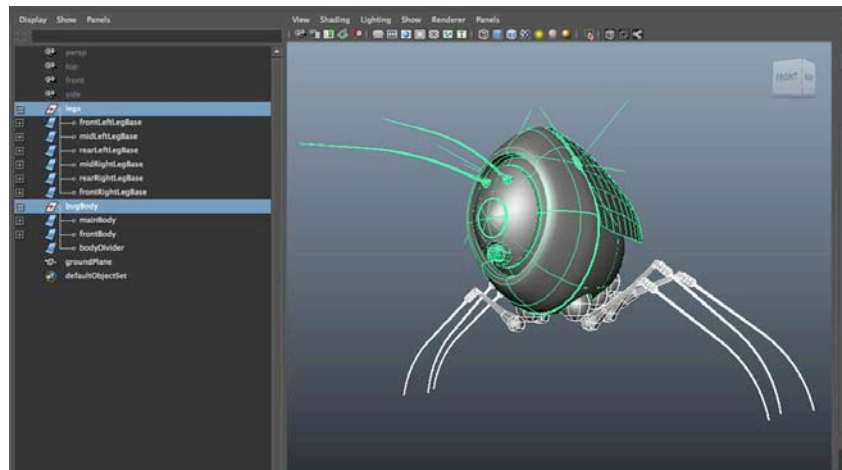 Display Show Panels
View Shading Lighting Show Renderer Panels
persp
top
front
side
legs
frontLeftLegBase
midLeftLegBase
rearLeftLegBase
midRightLegBase
rearRightLegBase
frontRightLegBase
bugBody
mainBody
frontBody
bodyDivider
groundPlane
defaultObjectSet
FRONT